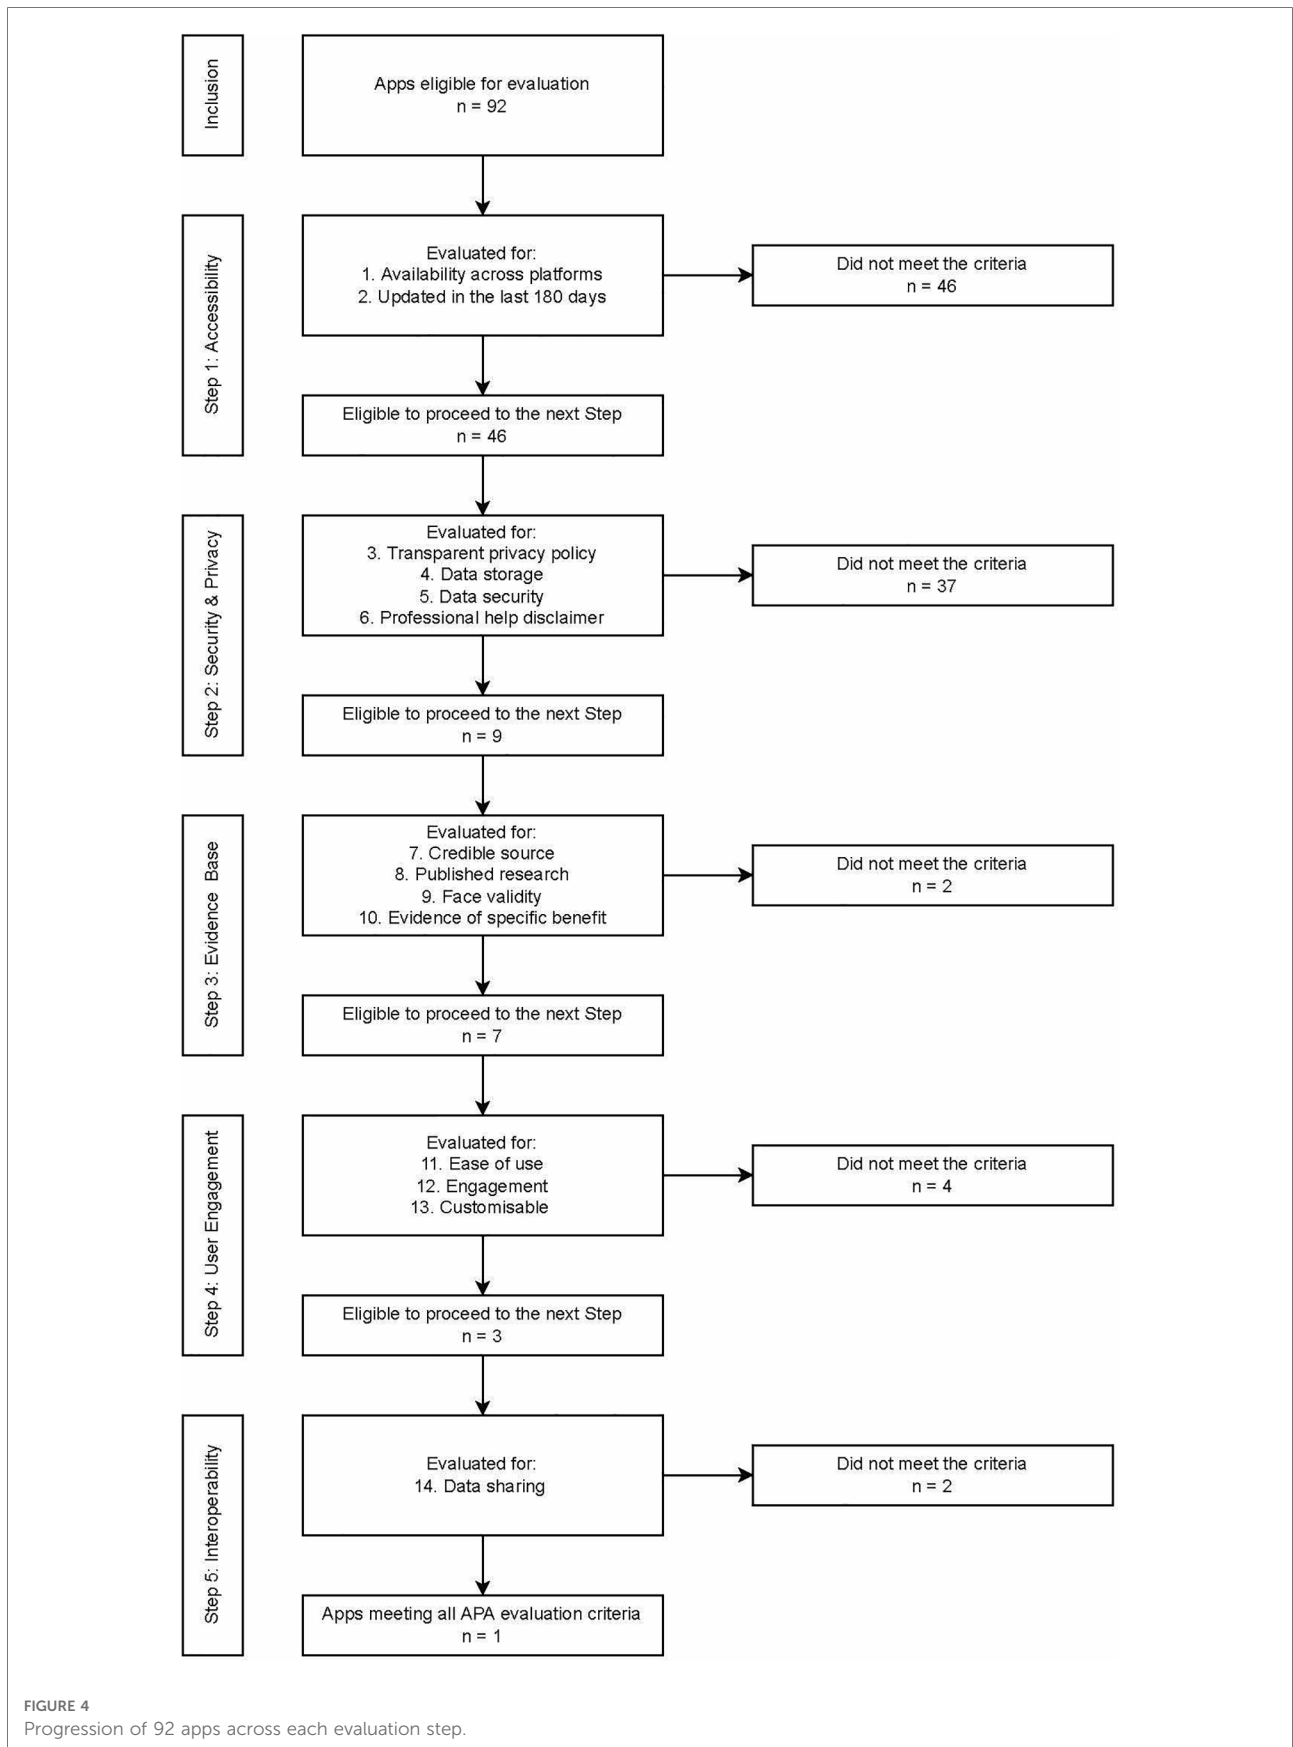 Inclusion
Apps eligible for evaluation
n = 92
Step 1: Accessibility
Evaluated for:
1. Availability across platforms
2. Updated in the last 180 days
Did not meet the criteria
n = 46
Eligible to proceed to the next Step
n = 46
Step 2: Security & Privacy
Evaluated for:
3. Transparent privacy policy
4. Data storage
5. Data security
6. Professional help disclaimer
Did not meet the criteria
n = 37
Eligible to proceed to the next Step
n = 9
Step 3: Evidence Base
Evaluated for:
7. Credible source
8. Published research
9. Face validity
10. Evidence of specific benefit
Did not meet the criteria
n = 2
Eligible to proceed to the next Step
n = 7
Step 4: User Engagement
Evaluated for:
11. Ease of use
12. Engagement
13. Customisable
Did not meet the criteria
n = 4
Eligible to proceed to the next Step
n = 3
Step 5: Interoperability
Evaluated for:
14. Data sharing
Did not meet the criteria
n = 2
Apps meeting all APA evaluation criteria
n = 1
FIGURE 4
Progression of 92 apps across each evaluation step.